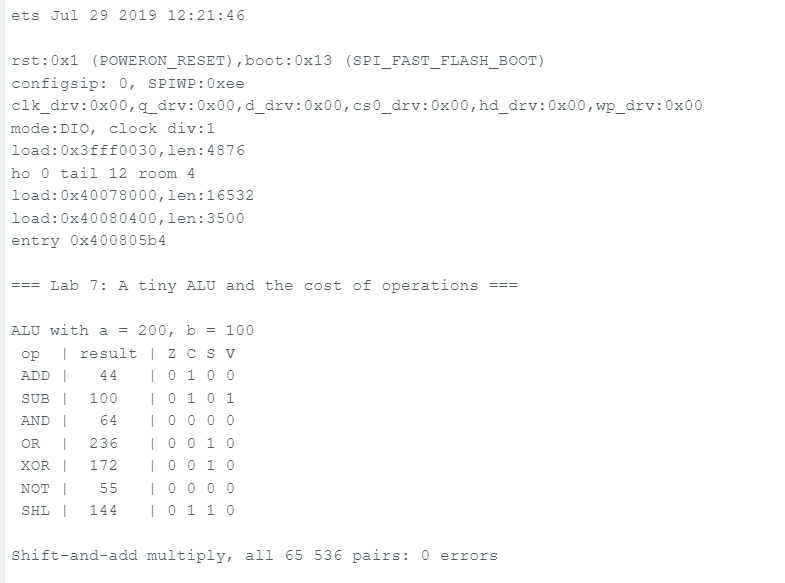 ets Jul 29 2019 12:21:46
rst:0x1 (POWERON_RESET),boot:0x13 (SPI_FAST_FLASH_BOOT)
configsip: 0, SPIWP:0xee
clk_drv:0x00,q_drv:0x00,d_drv:0x00,cs0_drv:0x00,hd_drv:0x00,wp_drv:0x00
mode:DIO, clock div:1
load:0x3fff0030,len:4876
ho 0 tail 12 room 4
load:0x40078000,len:16532
load:0x40080400,len:3500
entry 0x400805b4
=== Lab 7: A tiny ALU and the cost of operations ===
ALU with a = 200, b = 100
op  | result | Z C S V
ADD |   44   | 0 1 0 0
SUB |  100   | 0 1 0 1
AND |   64   | 0 0 0 0
OR  |  236   | 0 0 1 0
XOR |  172   | 0 0 1 0
NOT |   55   | 0 0 0 0
SHL |  144   | 0 1 1 0
Shift-and-add multiply, all 65 536 pairs: 0 errors